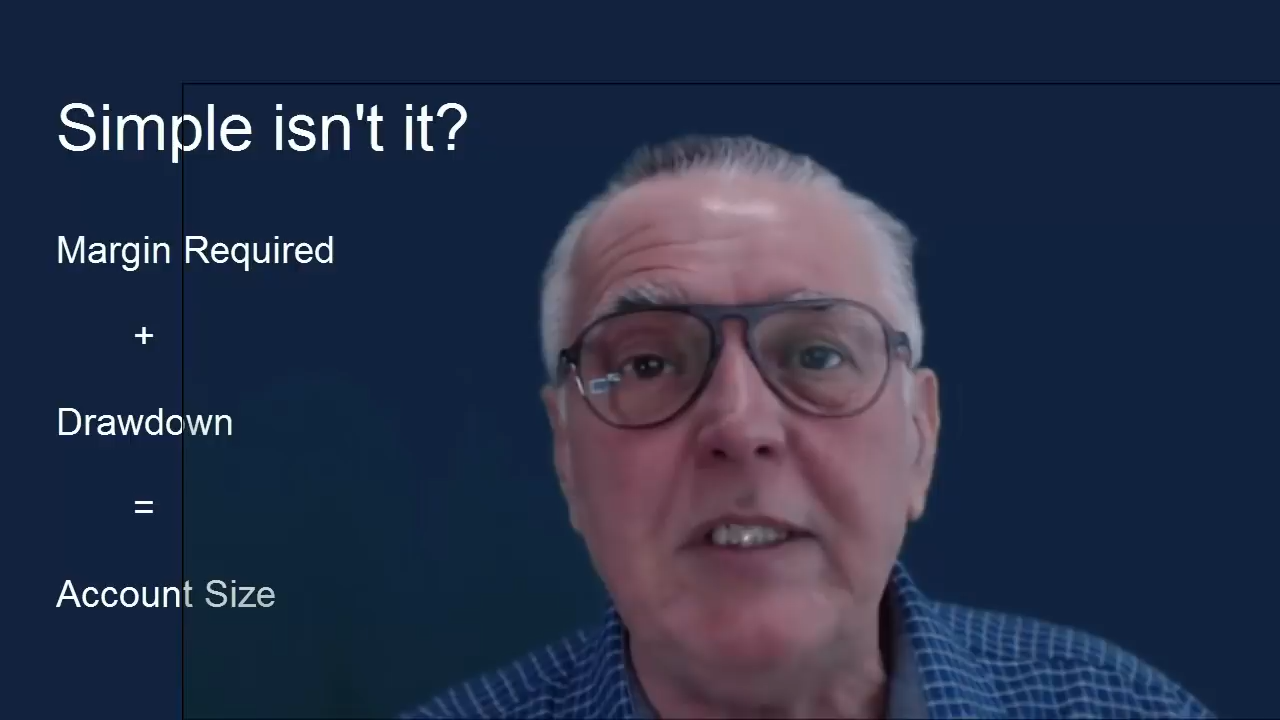 Simple isn't it?
Margin Required
+
Drawdown
=
Account Size